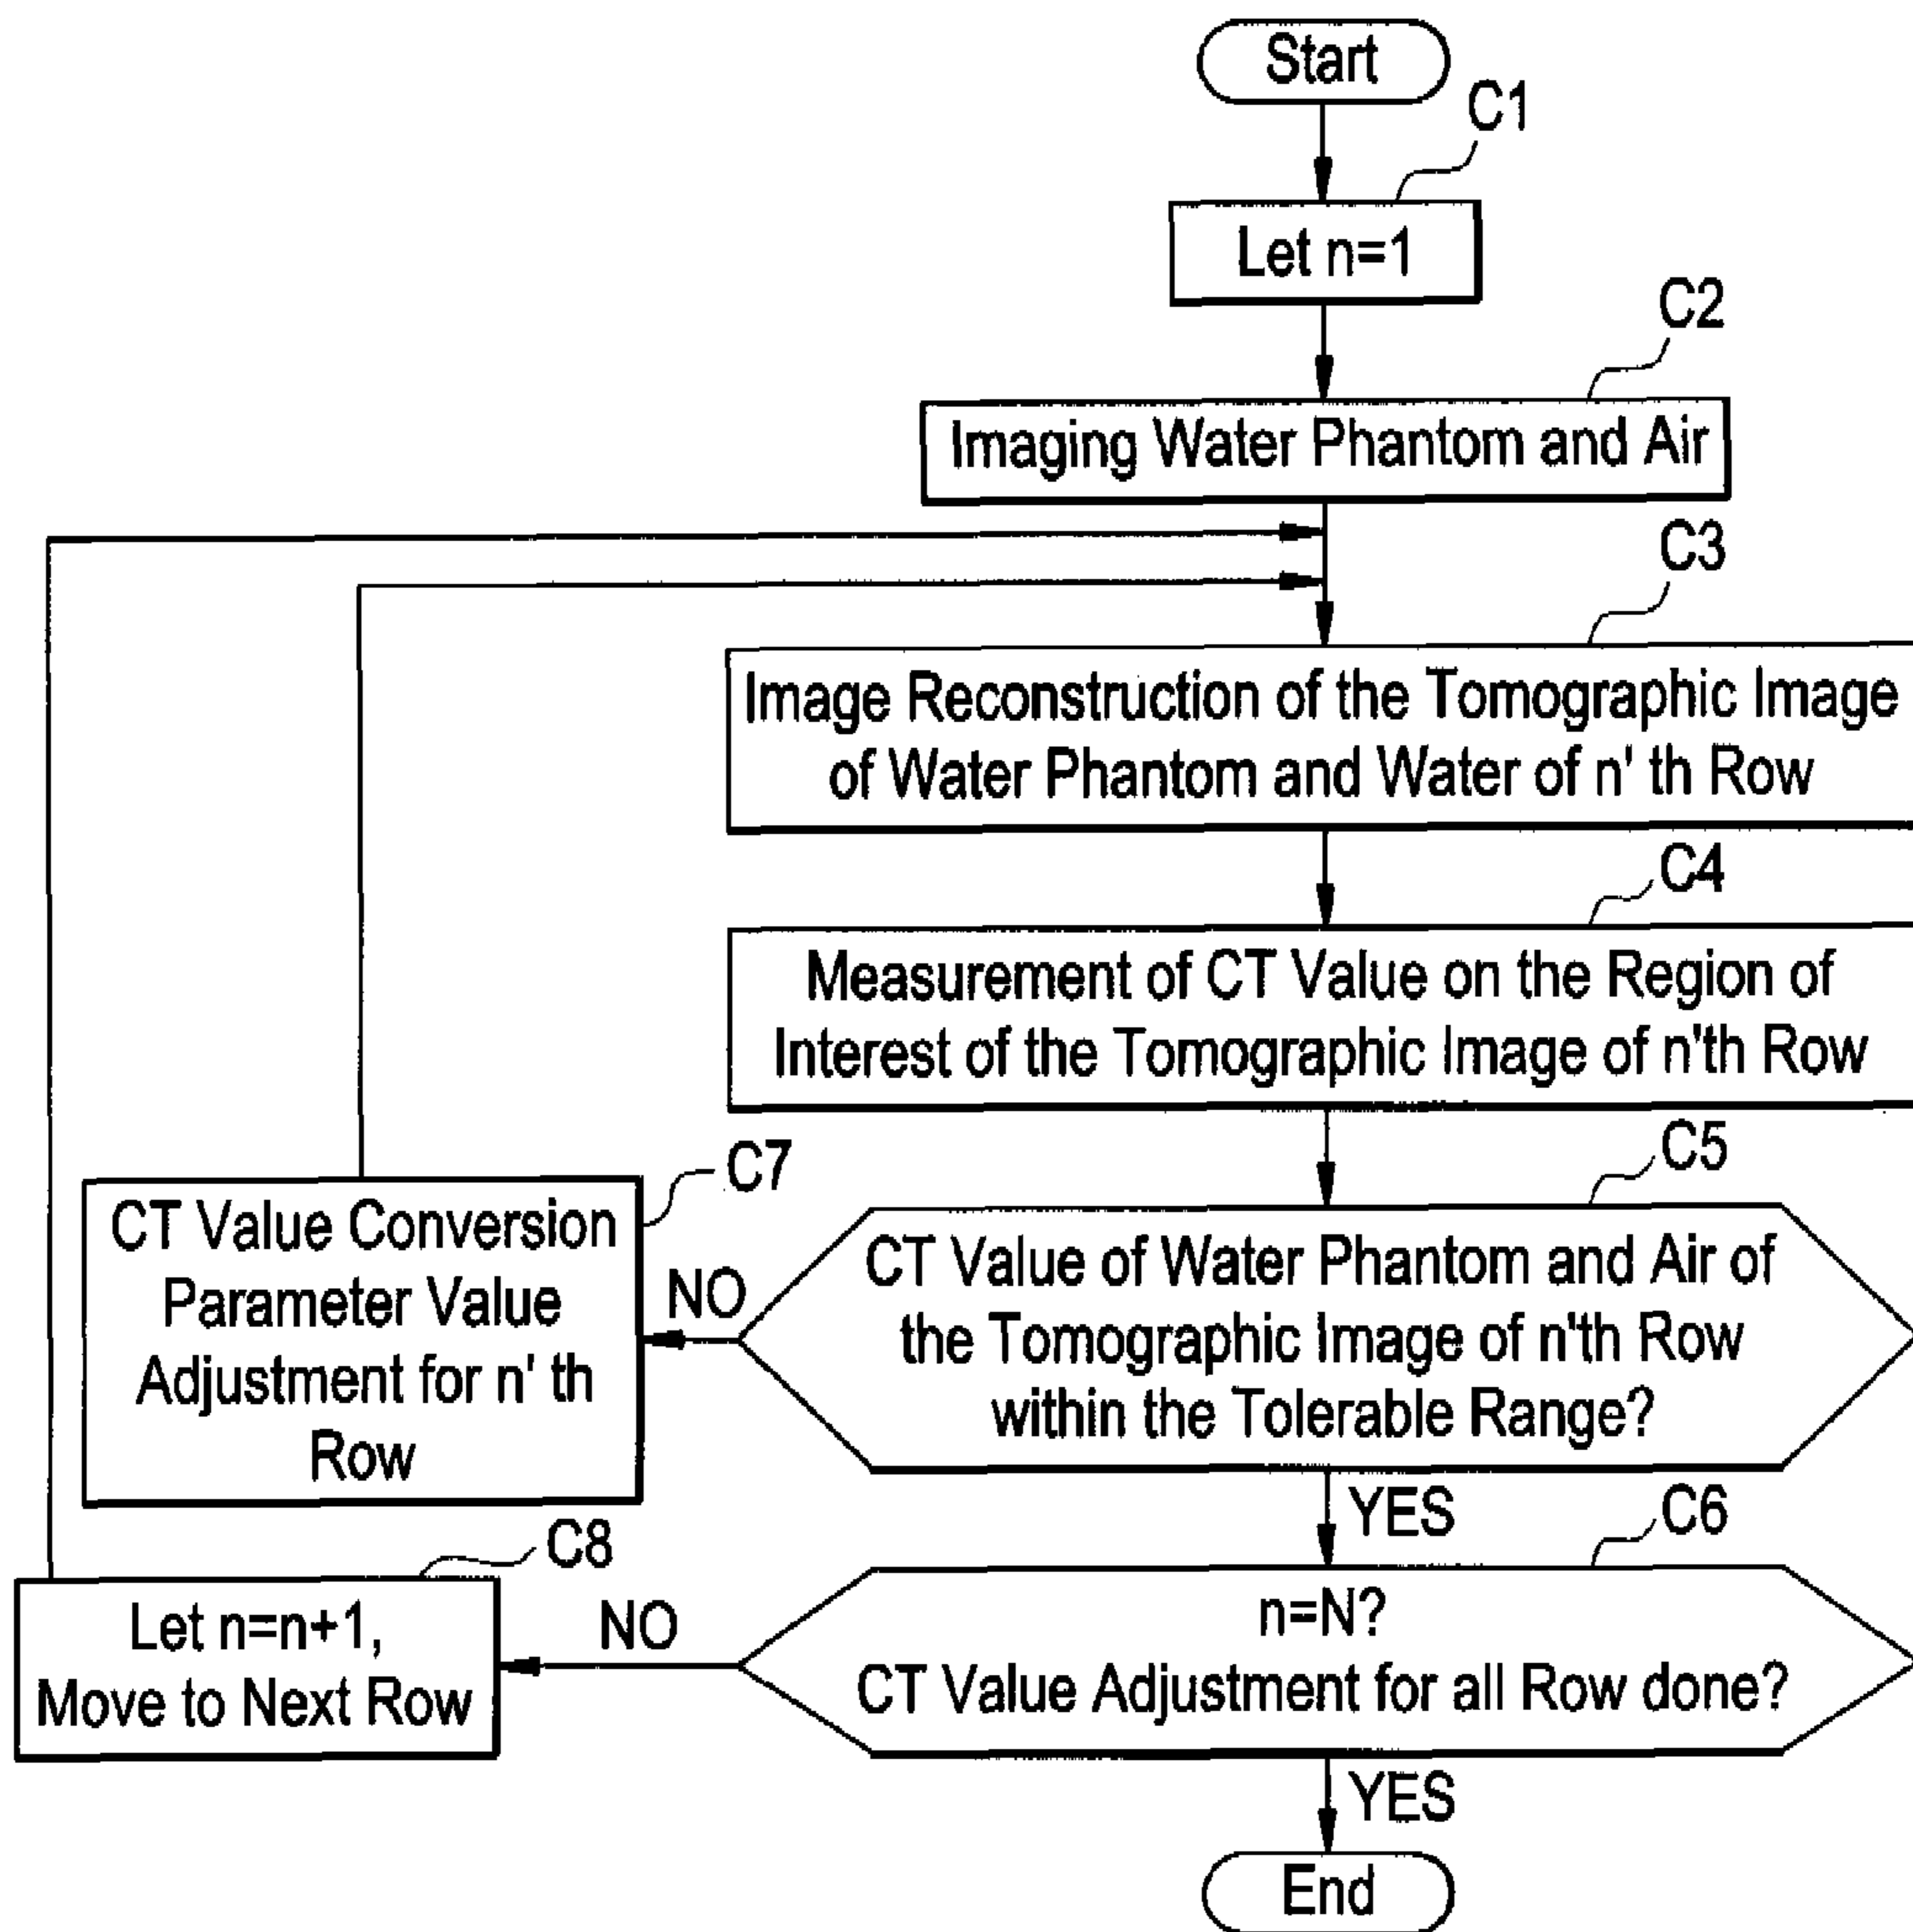 Start
C1
Let n=1
C2
Imaging Water Phantom and Air
C3
Image Reconstruction of the Tomographic Image
of Water Phantom and Water of n' th Row
C4
Measurement of CT Value on the Region of
Interest of the Tomographic Image of n'th Row
C5
CT Value of Water Phantom and Air of
the Tomographic Image of n'th Row
within the Tolerable Range?
NO
C7
CT Value Conversion
Parameter Value
Adjustment for n' th
Row
YES
C6
n=N?
CT Value Adjustment for all Row done?
NO
C8
Let n=n+1,
Move to Next Row
YES
End